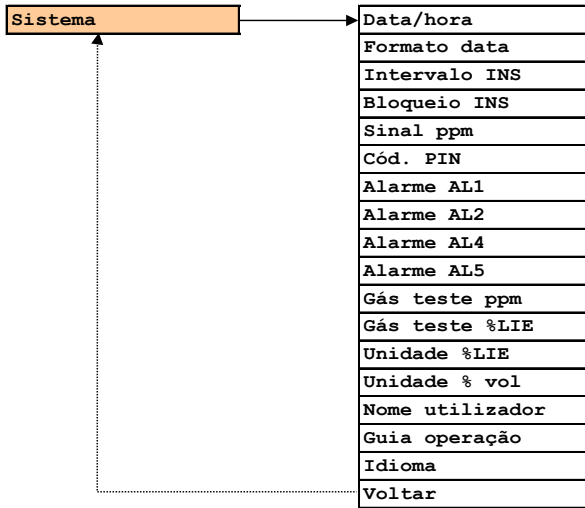 Sistema
Data/hora
Formato data
Intervalo INS
Bloqueio INS
Sinal ppm
Cód. PIN
Alarme AL1
Alarme AL2
Alarme AL4
Alarme AL5
Gás teste ppm
Gás teste %LIE
Unidade %LIE
Unidade % vol
Nome utilizador
Guia operação
Idioma
Voltar